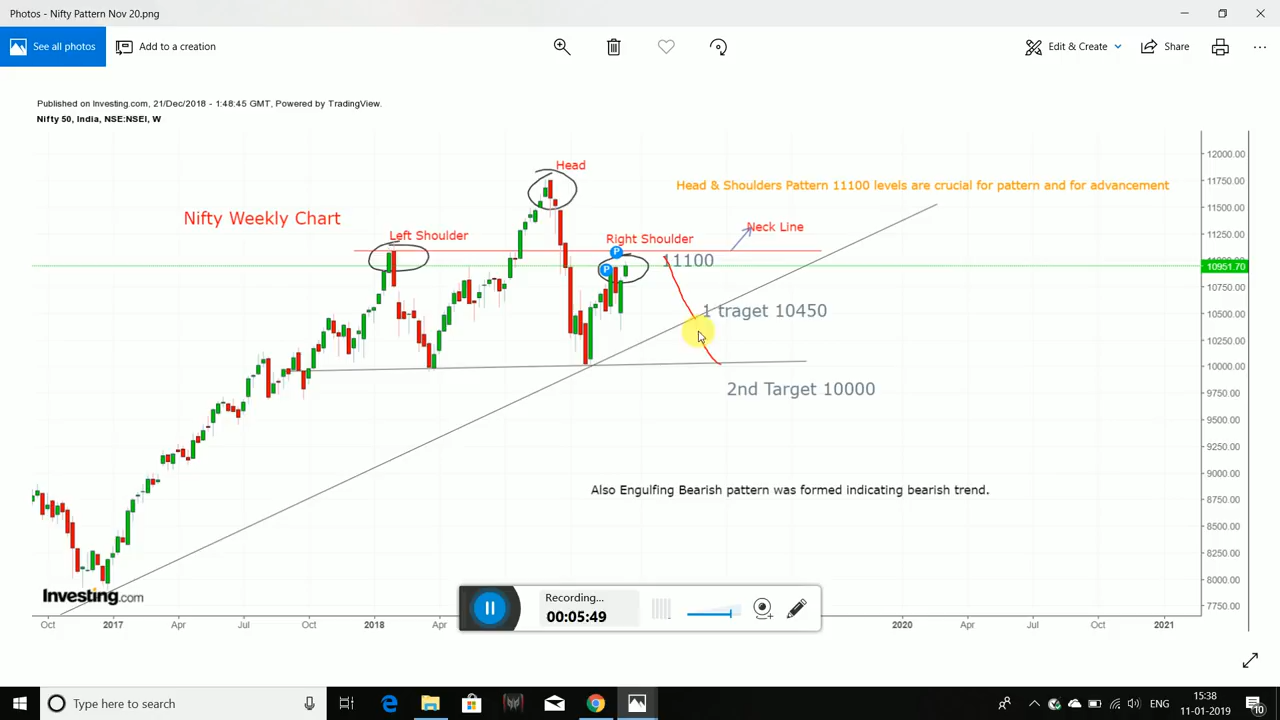 Photos - Nifty Pattern Nov 20.png
See all photos
Add to a creation
Edit & Create
Share
Published on Investing.com, 21/Dec/2018 - 1:48:45 GMT, Powered by TradingView.
Nifty 50, India, NSE:NSEI, W
12000.00
Head
11750.00
Head & Shoulders Pattern 11100 levels are crucial for pattern and for advancement
Nifty Weekly Chart
11500.00
Left Shoulder
Right Shoulder
Neck Line
11250.00
P
11100
P
10951.70
10750.00
1 traget 10450
10500.00
10250.00
10000.00
2nd Target 10000
9750.00
9500.00
9250.00
9000.00
Also Engulfing Bearish pattern was formed indicating bearish trend.
8750.00
8500.00
8250.00
8000.00
Investing.com
7750.00
Recording...
00:05:49
Oct 2017 Apr Jul Oct 2018 Apr 2020 Apr Jul Oct 2021
Type here to search
ENG
15:38
11-01-2019
10